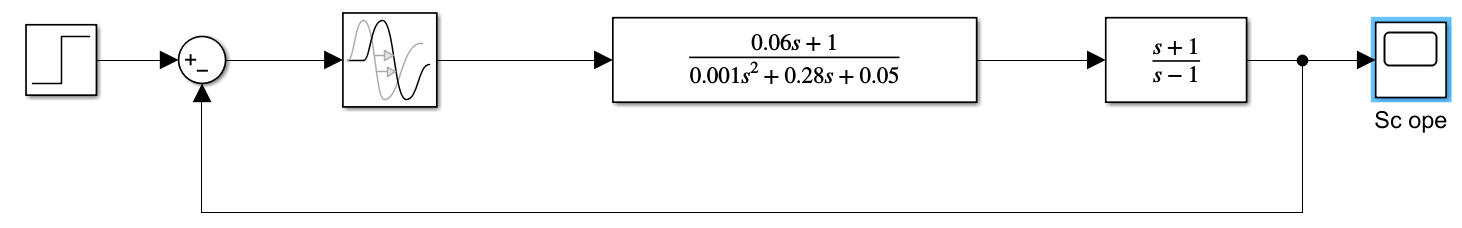 +
−
0.06s + 1
0.001s² + 0.28s + 0.05
s + 1
s − 1
Sc ope